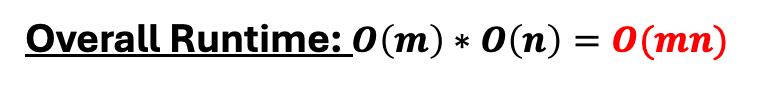 Overall Runtime: O(m) * O(n) = O(mn)